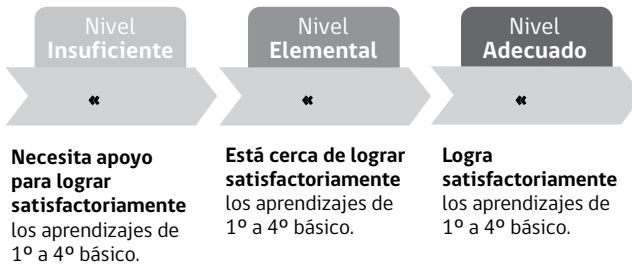 Nivel
Insuficiente
Nivel
Elemental
Nivel
Adecuado
«
«
«
Necesita apoyo
para lograr
satisfactoriamente
los aprendizajes de
1º a 4º básico.
Está cerca de lograr
satisfactoriamente
los aprendizajes de
1º a 4º básico.
Logra
satisfactoriamente
los aprendizajes de
1º a 4º básico.